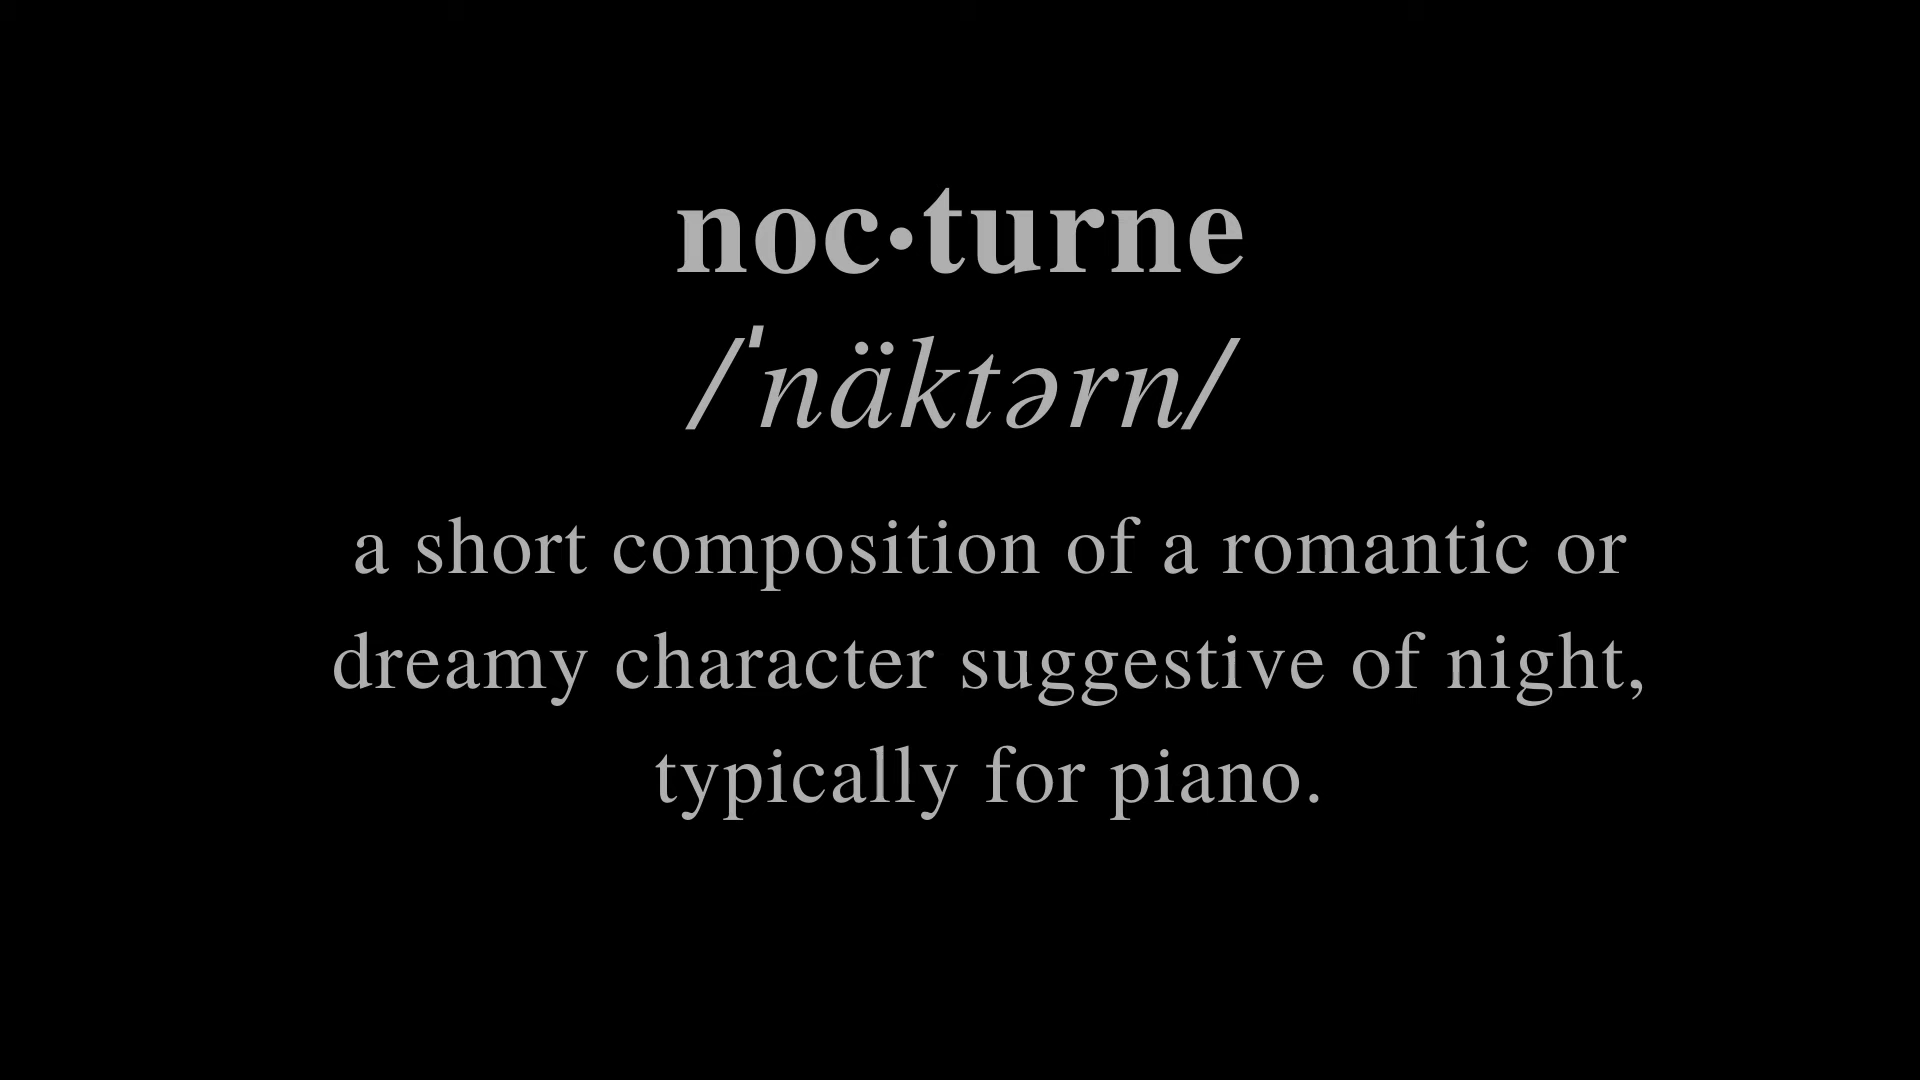 noc·turne
/ˈnäktərn/
a short composition of a romantic or
dreamy character suggestive of night,
typically for piano.